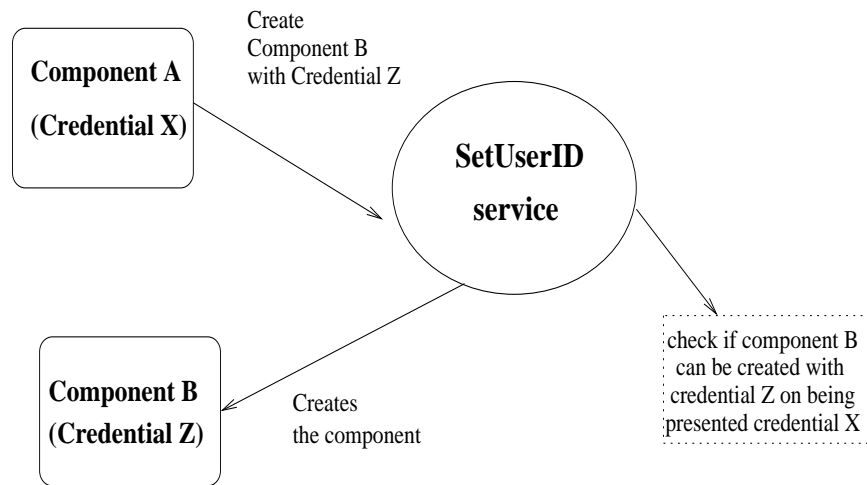 Component A
(Credential X)
Create
Component B
with Credential Z
SetUserID
service
check if component B
can be created with
credential Z on being
presented credential X
Component B
(Credential Z)
Creates
the component